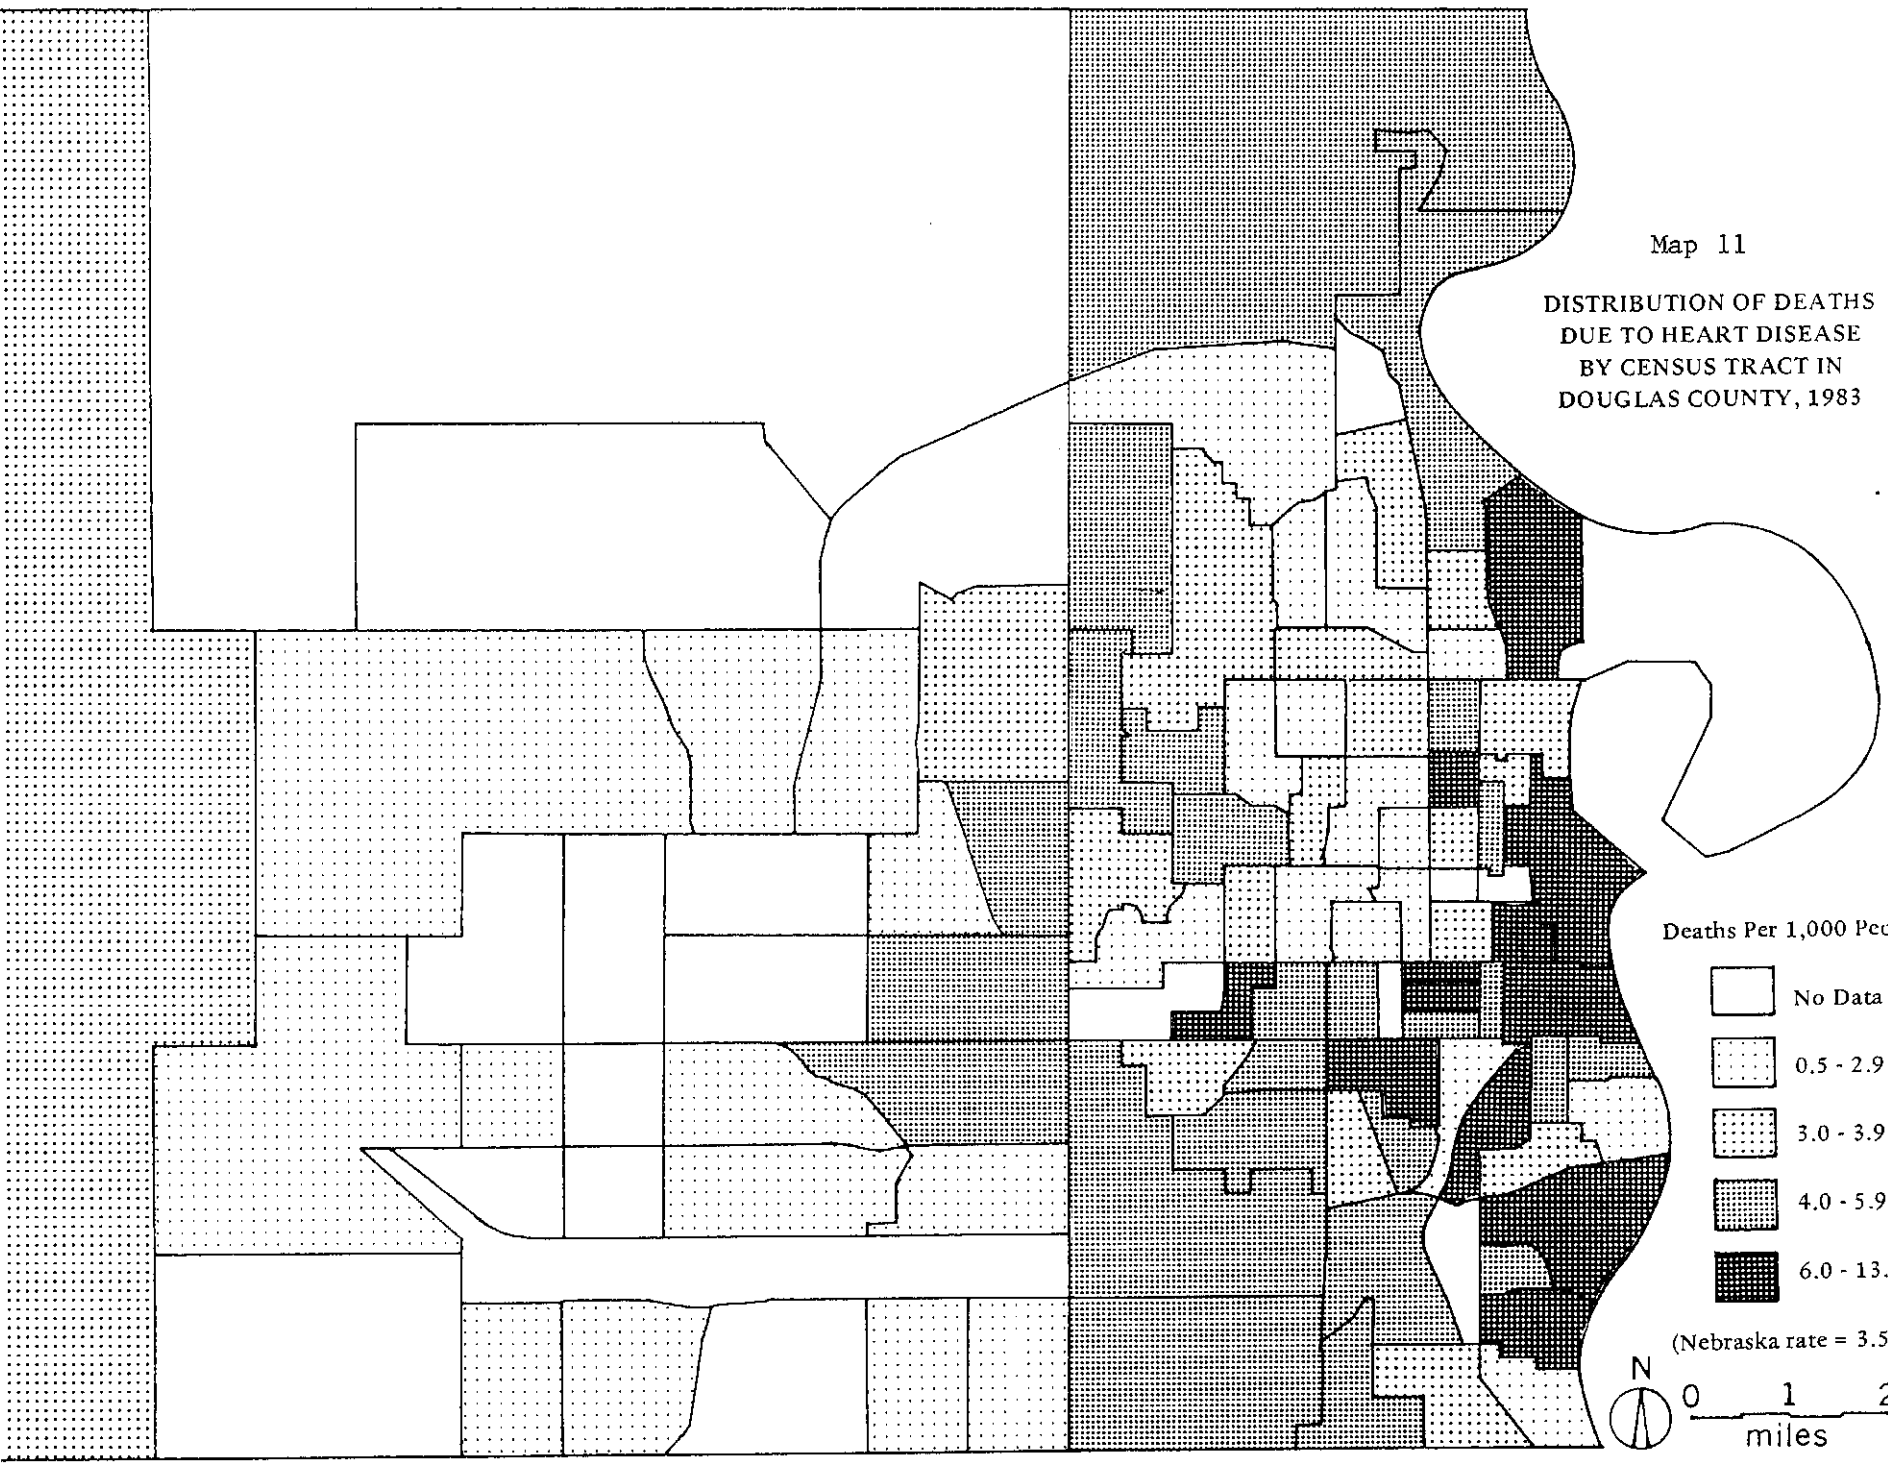 Map 11
DISTRIBUTION OF DEATHS
DUE TO HEART DISEASE
BY CENSUS TRACT IN
DOUGLAS COUNTY, 1983
Deaths Per 1,000
No Data
0.5 - 2.9
3.0 - 3.9
4.0 - 5.9
6.0 - 13.
(Nebraska rate = 3.5
N
0 1 2
miles